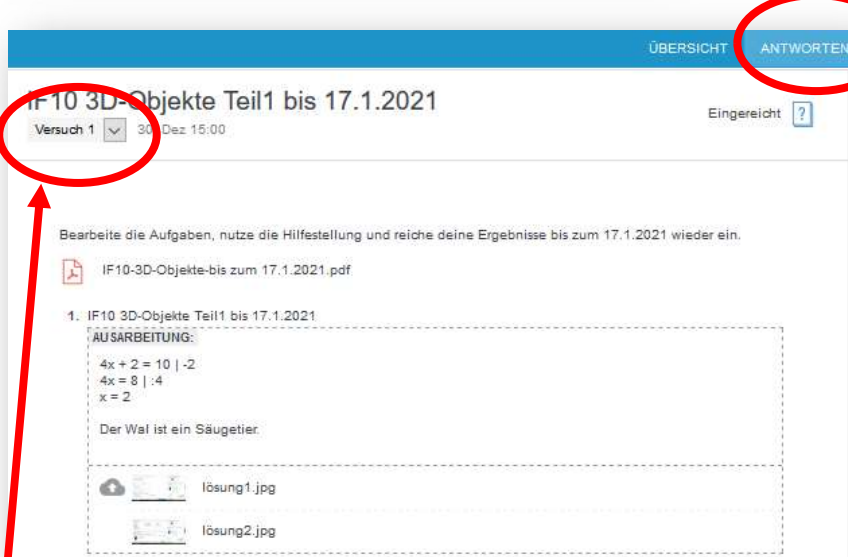 ÜBERSICHT ANTWORTEN
IF10 3D-Objekte Teil1 bis 17.1.2021
Versuch 1 30. Dez 15:00
Eingereicht ?
Bearbeite die Aufgaben, nutze die Hilfestellung und reiche deine Ergebnisse bis zum 17.1.2021 wieder ein.
IF10-3D-Objekte-bis zum 17.1.2021.pdf
1. IF10 3D-Objekte Teil1 bis 17.1.2021
AUSARBEITUNG:
4x + 2 = 10 | -2
4x = 8 | :4
x = 2
Der Wal ist ein Säugetier.
lösung1.jpg
lösung2.jpg